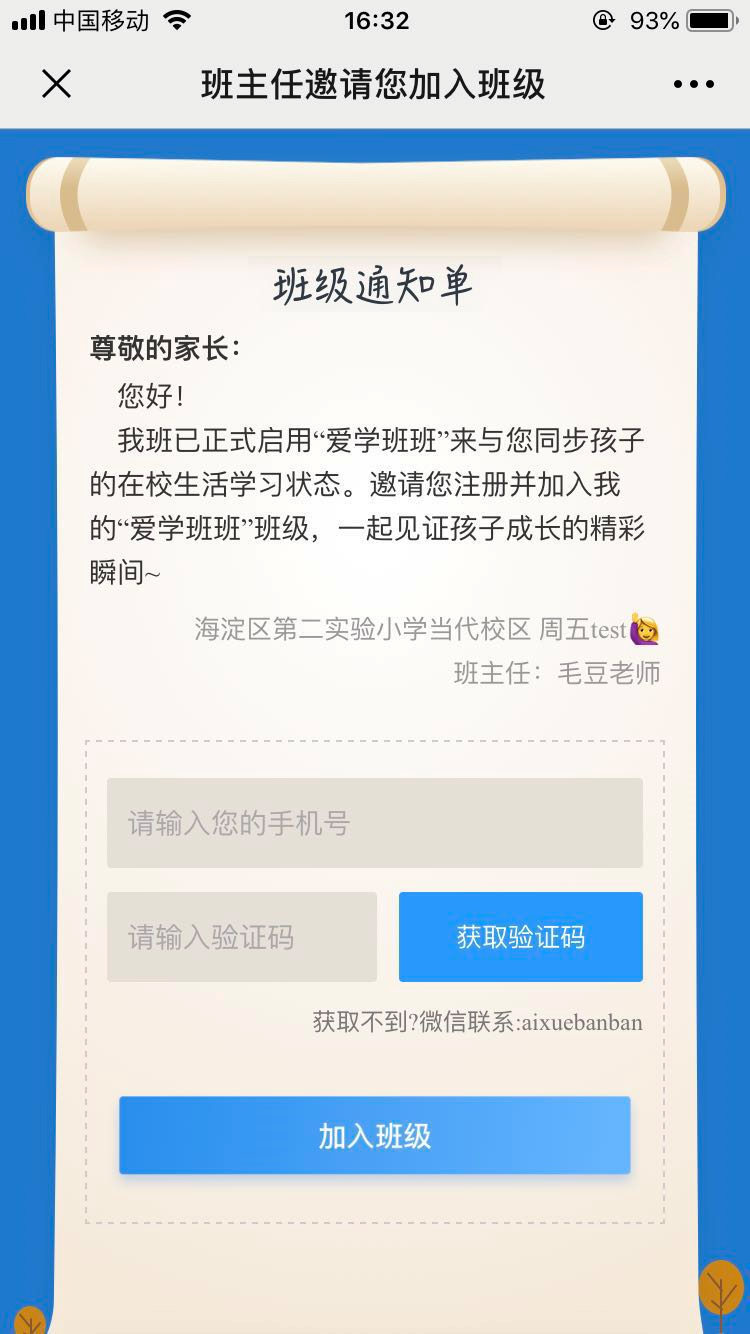 中国移动 16:32 93%
班主任邀请您加入班级
班级通知单
尊敬的家长：
您好！
我班已正式启用“爱学班班”来与您同步孩子
的在校生活学习状态。邀请您注册并加入我
的“爱学班班”班级，一起见证孩子成长的精彩
瞬间~
海淀区第二实验小学当代校区 周五test🙋
班主任：毛豆老师
请输入您的手机号
请输入验证码 获取验证码
获取不到?微信联系:aixuebanban
加入班级